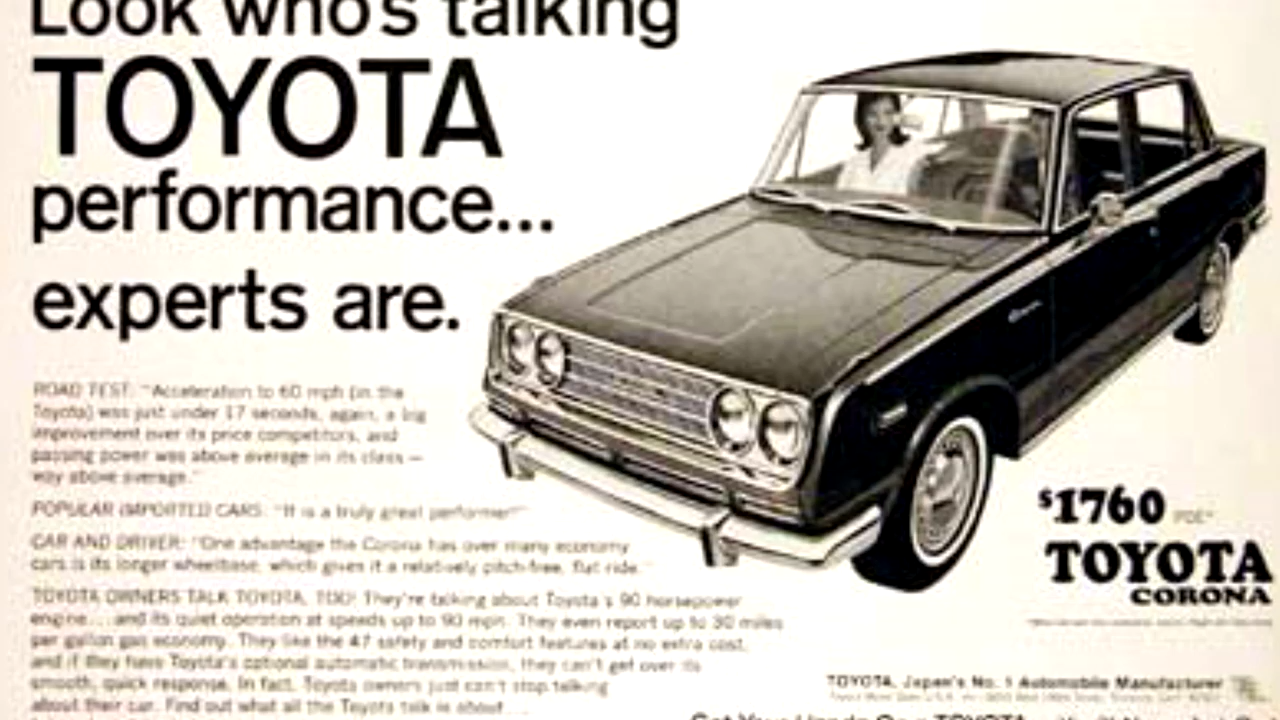 Look who's talking
TOYOTA
performance...
experts are.
ROAD TEST: "Acceleration to 60 mph (in the
Toyota) was just under 17 seconds, again, a big
improvement over its price competitors, and
passing power was above average in its class —
way above average."
POPULAR IMPORTED CARS: "It is a truly great performer"
CAR AND DRIVER: "One advantage the Corona has over many economy
cars is its longer wheelbase, which gives it a relatively pitch-free, flat ride."
TOYOTA OWNERS TALK TOYOTA, TOO! They're talking about Toyota's 90 horsepower
engine... and its quiet operation at speeds up to 90 mph. They even report up to 30 miles
per gallon gas economy. They like the 47 safety and comfort features at no extra cost,
and if they have Toyota's optional automatic transmission, they can't get over its
smooth, quick response. In fact, Toyota owners just can't stop talking
about their car. Find out what all the Toyota talk is about...
$1760 POE*
TOYOTA
CORONA
TOYOTA, Japan's No. 1 Automobile Manufacturer
Get Your Hands On a TOYOTA